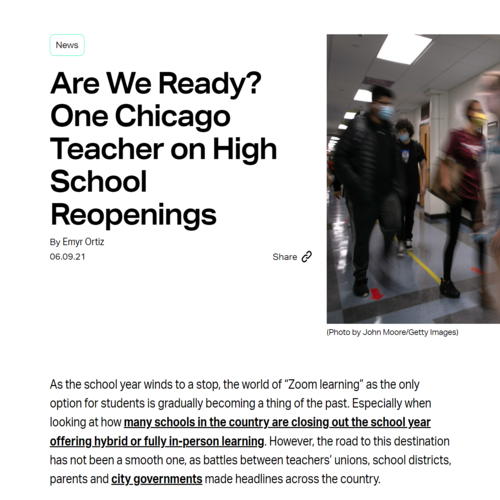 News
Are We Ready?
One Chicago
Teacher on High
School
Reopenings
By Emyr Ortiz
06.09.21
Share
(Photo by John Moore/Getty Images)
As the school year winds to a stop, the world of “Zoom learning” as the only
option for students is gradually becoming a thing of the past. Especially when
looking at how many schools in the country are closing out the school year
offering hybrid or fully in-person learning. However, the road to this destination
has not been a smooth one, as battles between teachers’ unions, school districts,
parents and city governments made headlines across the country.